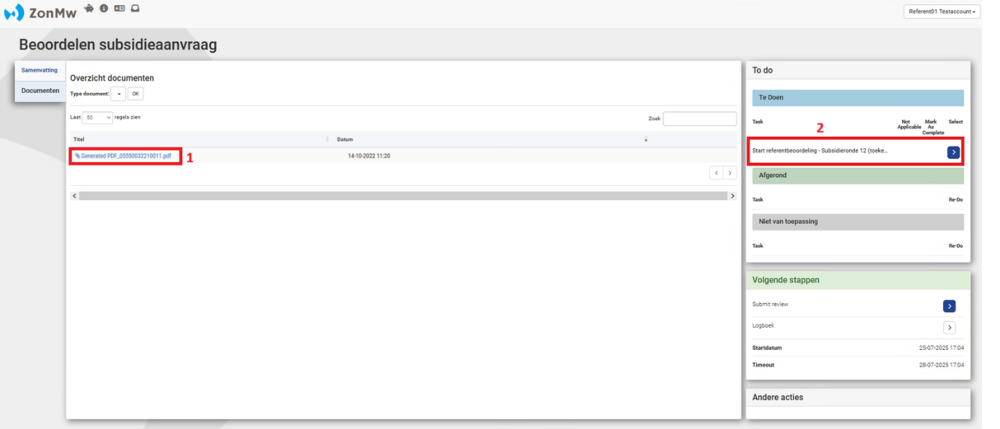 ZonMw
Referent01 Testaccount
Beoordelen subsidieaanvraag
Samenvatting
Documenten
Overzicht documenten
Type document:
OK
Laat 50 regels zien
Zoek
Titel
Datum
Generated PDF_05550032210011.pdf
1
14-10-2022 11:20
To do
Te Doen
Task
2
Not
Applicable
Mark
As
Complete
Select
Start referentbeoordeling - Subsidieronde 12 (toeke...
Afgerond
Task
Re-Do
Niet van toepassing
Task
Re-Do
Volgende stappen
Submit review
Logboek
Startdatum
25-07-2025 17:04
Timeout
28-07-2025 17:04
Andere acties